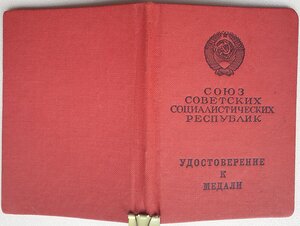 СОЮЗ
СОВЕТСКИХ
СОЦИАЛИСТИЧЕСКИХ
РЕСПУБЛИК
УДОСТОВЕРЕНИЕ
К
МЕДАЛИ